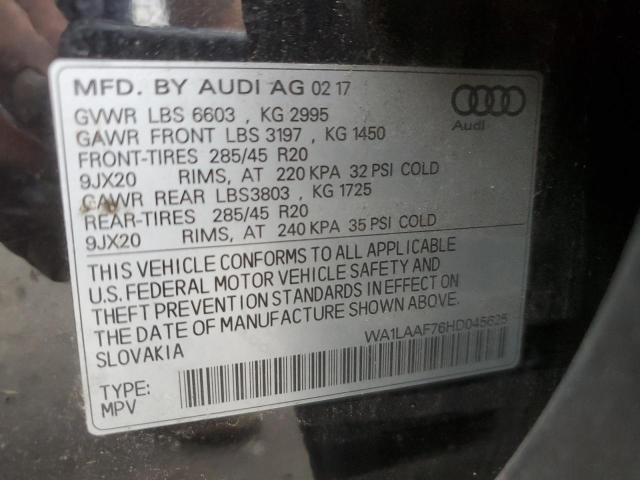 MFD. BY AUDI AG 02 17
GVWR LBS 6603 , KG 2995
GAWR FRONT LBS 3197 , KG 1450
FRONT-TIRES 285/45 R20
9JX20 RIMS, AT 220 KPA 32 PSI COLD
GAWR REAR LBS3803 , KG 1725
REAR-TIRES 285/45 R20
9JX20 RIMS, AT 240 KPA 35 PSI COLD
Audi
THIS VEHICLE CONFORMS TO ALL APPLICABLE
U.S. FEDERAL MOTOR VEHICLE SAFETY AND
THEFT PREVENTION STANDARDS IN EFFECT ON
THE DATE OF MANUFACTURE SHOWN ABOVE.
SLOVAKIA
WA1LAAF76HD045625
TYPE:
MPV